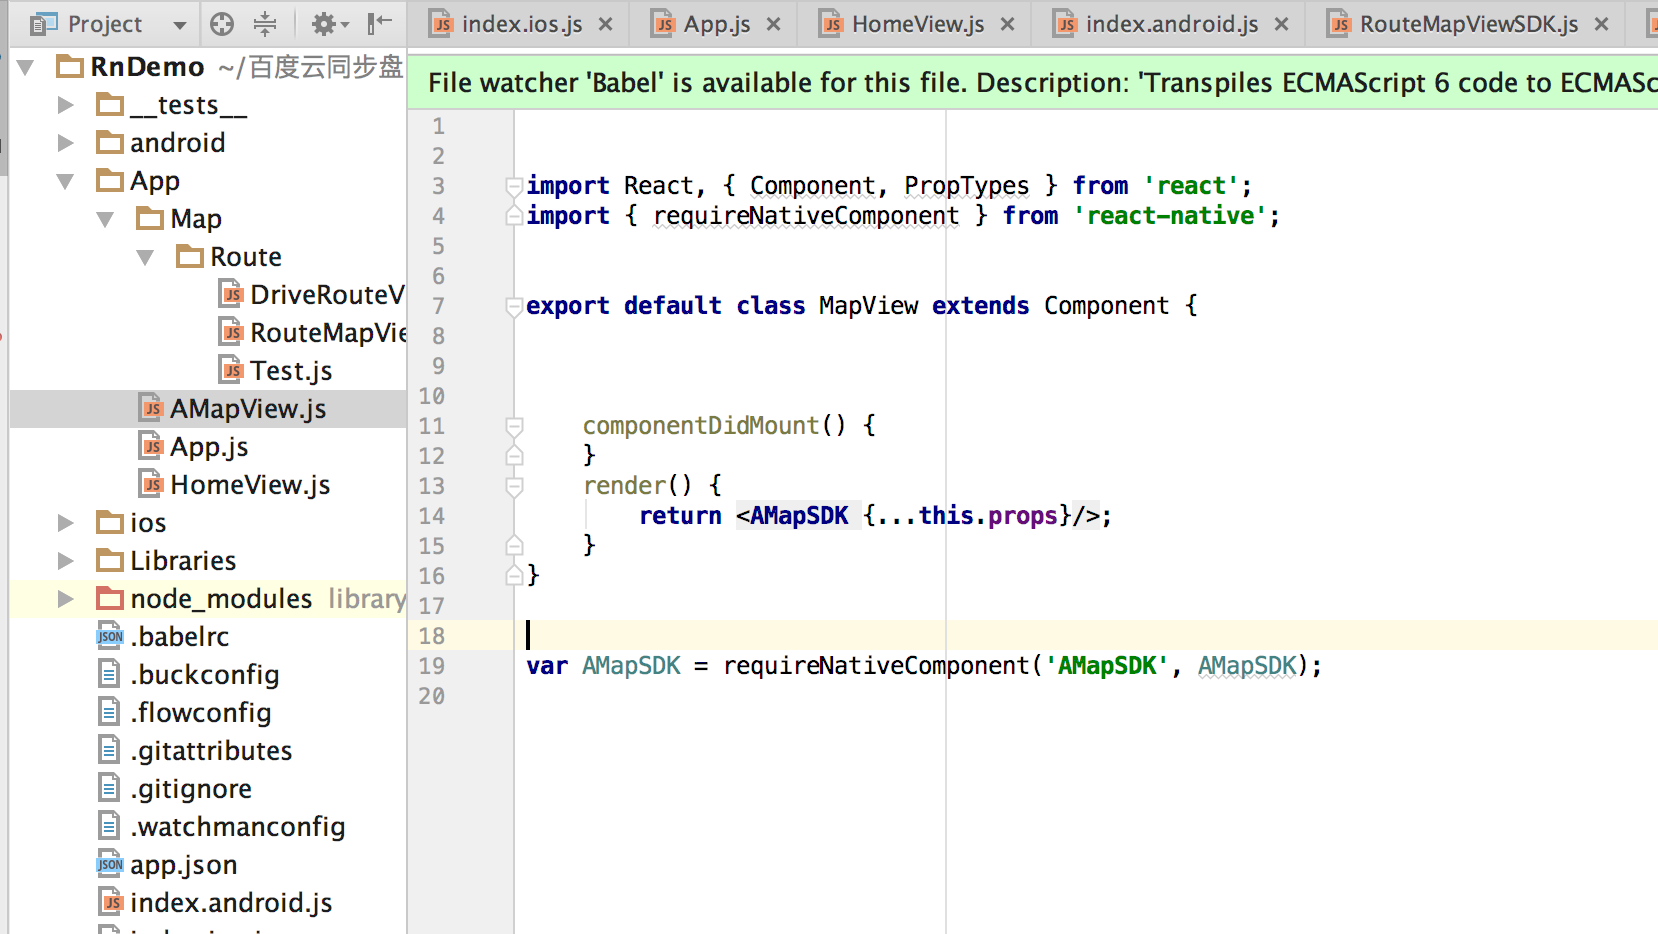 Project
index.ios.js
App.js
HomeView.js
index.android.js
RouteMapViewSDK.js
RnDemo ~/百度云同步盘
__tests__
android
App
Map
Route
DriveRouteV
RouteMapVie
Test.js
AMapView.js
App.js
HomeView.js
ios
Libraries
node_modules library
.babelrc
.buckconfig
.flowconfig
.gitattributes
.gitignore
.watchmanconfig
app.json
index.android.js
File watcher 'Babel' is available for this file. Description: 'Transpiles ECMAScript 6 code to ECMASc
1
2
3 import React, { Component, PropTypes } from 'react';
4 import { requireNativeComponent } from 'react-native';
5
6
7 export default class MapView extends Component {
8
9
10
11 componentDidMount() {
12 }
13 render() {
14 return <AMapSDK {...this.props}/>;
15 }
16 }
17
18
19 var AMapSDK = requireNativeComponent('AMapSDK', AMapSDK);
20